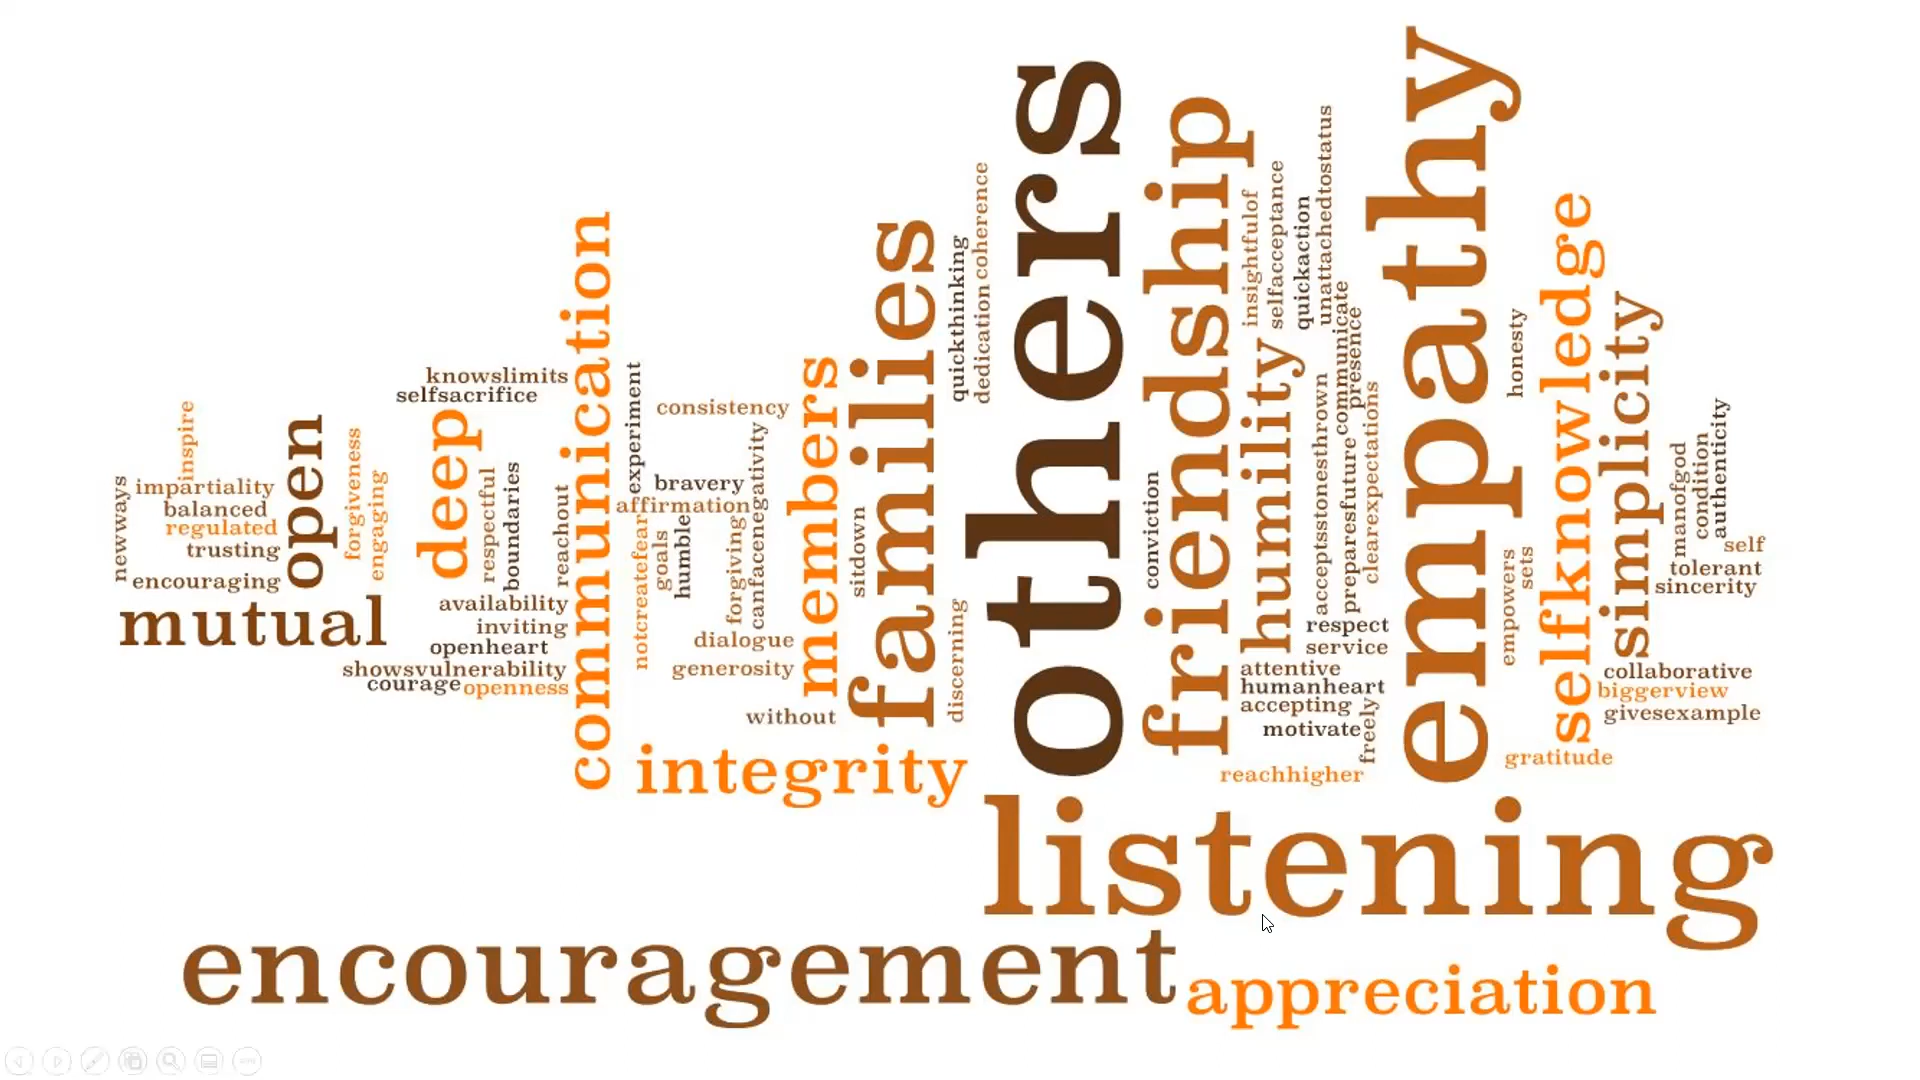 newways
inspire
impartiality
balanced
regulated
trusting
encouraging
open
mutual
forgiveness
engaging
knowslimits
selfsacrifice
deep
respectful
boundaries
reachout
availability
inviting
openheart
showsvulnerability
courage
openness
communication
experiment
consistency
bravery
affirmation
notcreatefear
goals
humble
forgiving
canfacenegativity
dialogue
generosity
without
members
sitdown
families
integrity
quickthinking
dedication
coherence
discerning
others
conviction
friendship
insightfulof
selfacceptance
quickaction
unattachedtostatus
communicate
presence
humility
acceptsstonesthrown
preparesfuture
clearexpectations
respect
service
attentive
humanheart
accepting
motivate
freely
reachhigher
empathy
honesty
empowers
sets
selfknowledge
simplicity
gratitude
manofgod
condition
authenticity
self
tolerant
sincerity
collaborative
biggerview
givesexample
listening
encouragement
appreciation